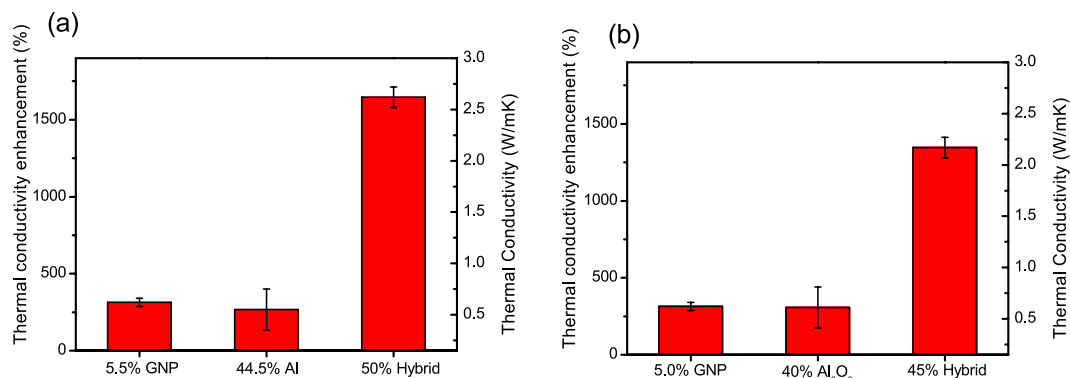 (a)
Thermal conductivity enhancement (%)
1500
1000
500
0
5.5% GNP
44.5% Al
50% Hybrid
3.0
2.5
2.0
1.5
1.0
0.5
Thermal Conductivity (W/mK)
(b)
Thermal conductivity enhancement (%)
1500
1000
500
0
5.0% GNP
40% Al₂O₃
45% Hybrid
3.0
2.5
2.0
1.5
1.0
0.5
Thermal Conductivity (W/mK)